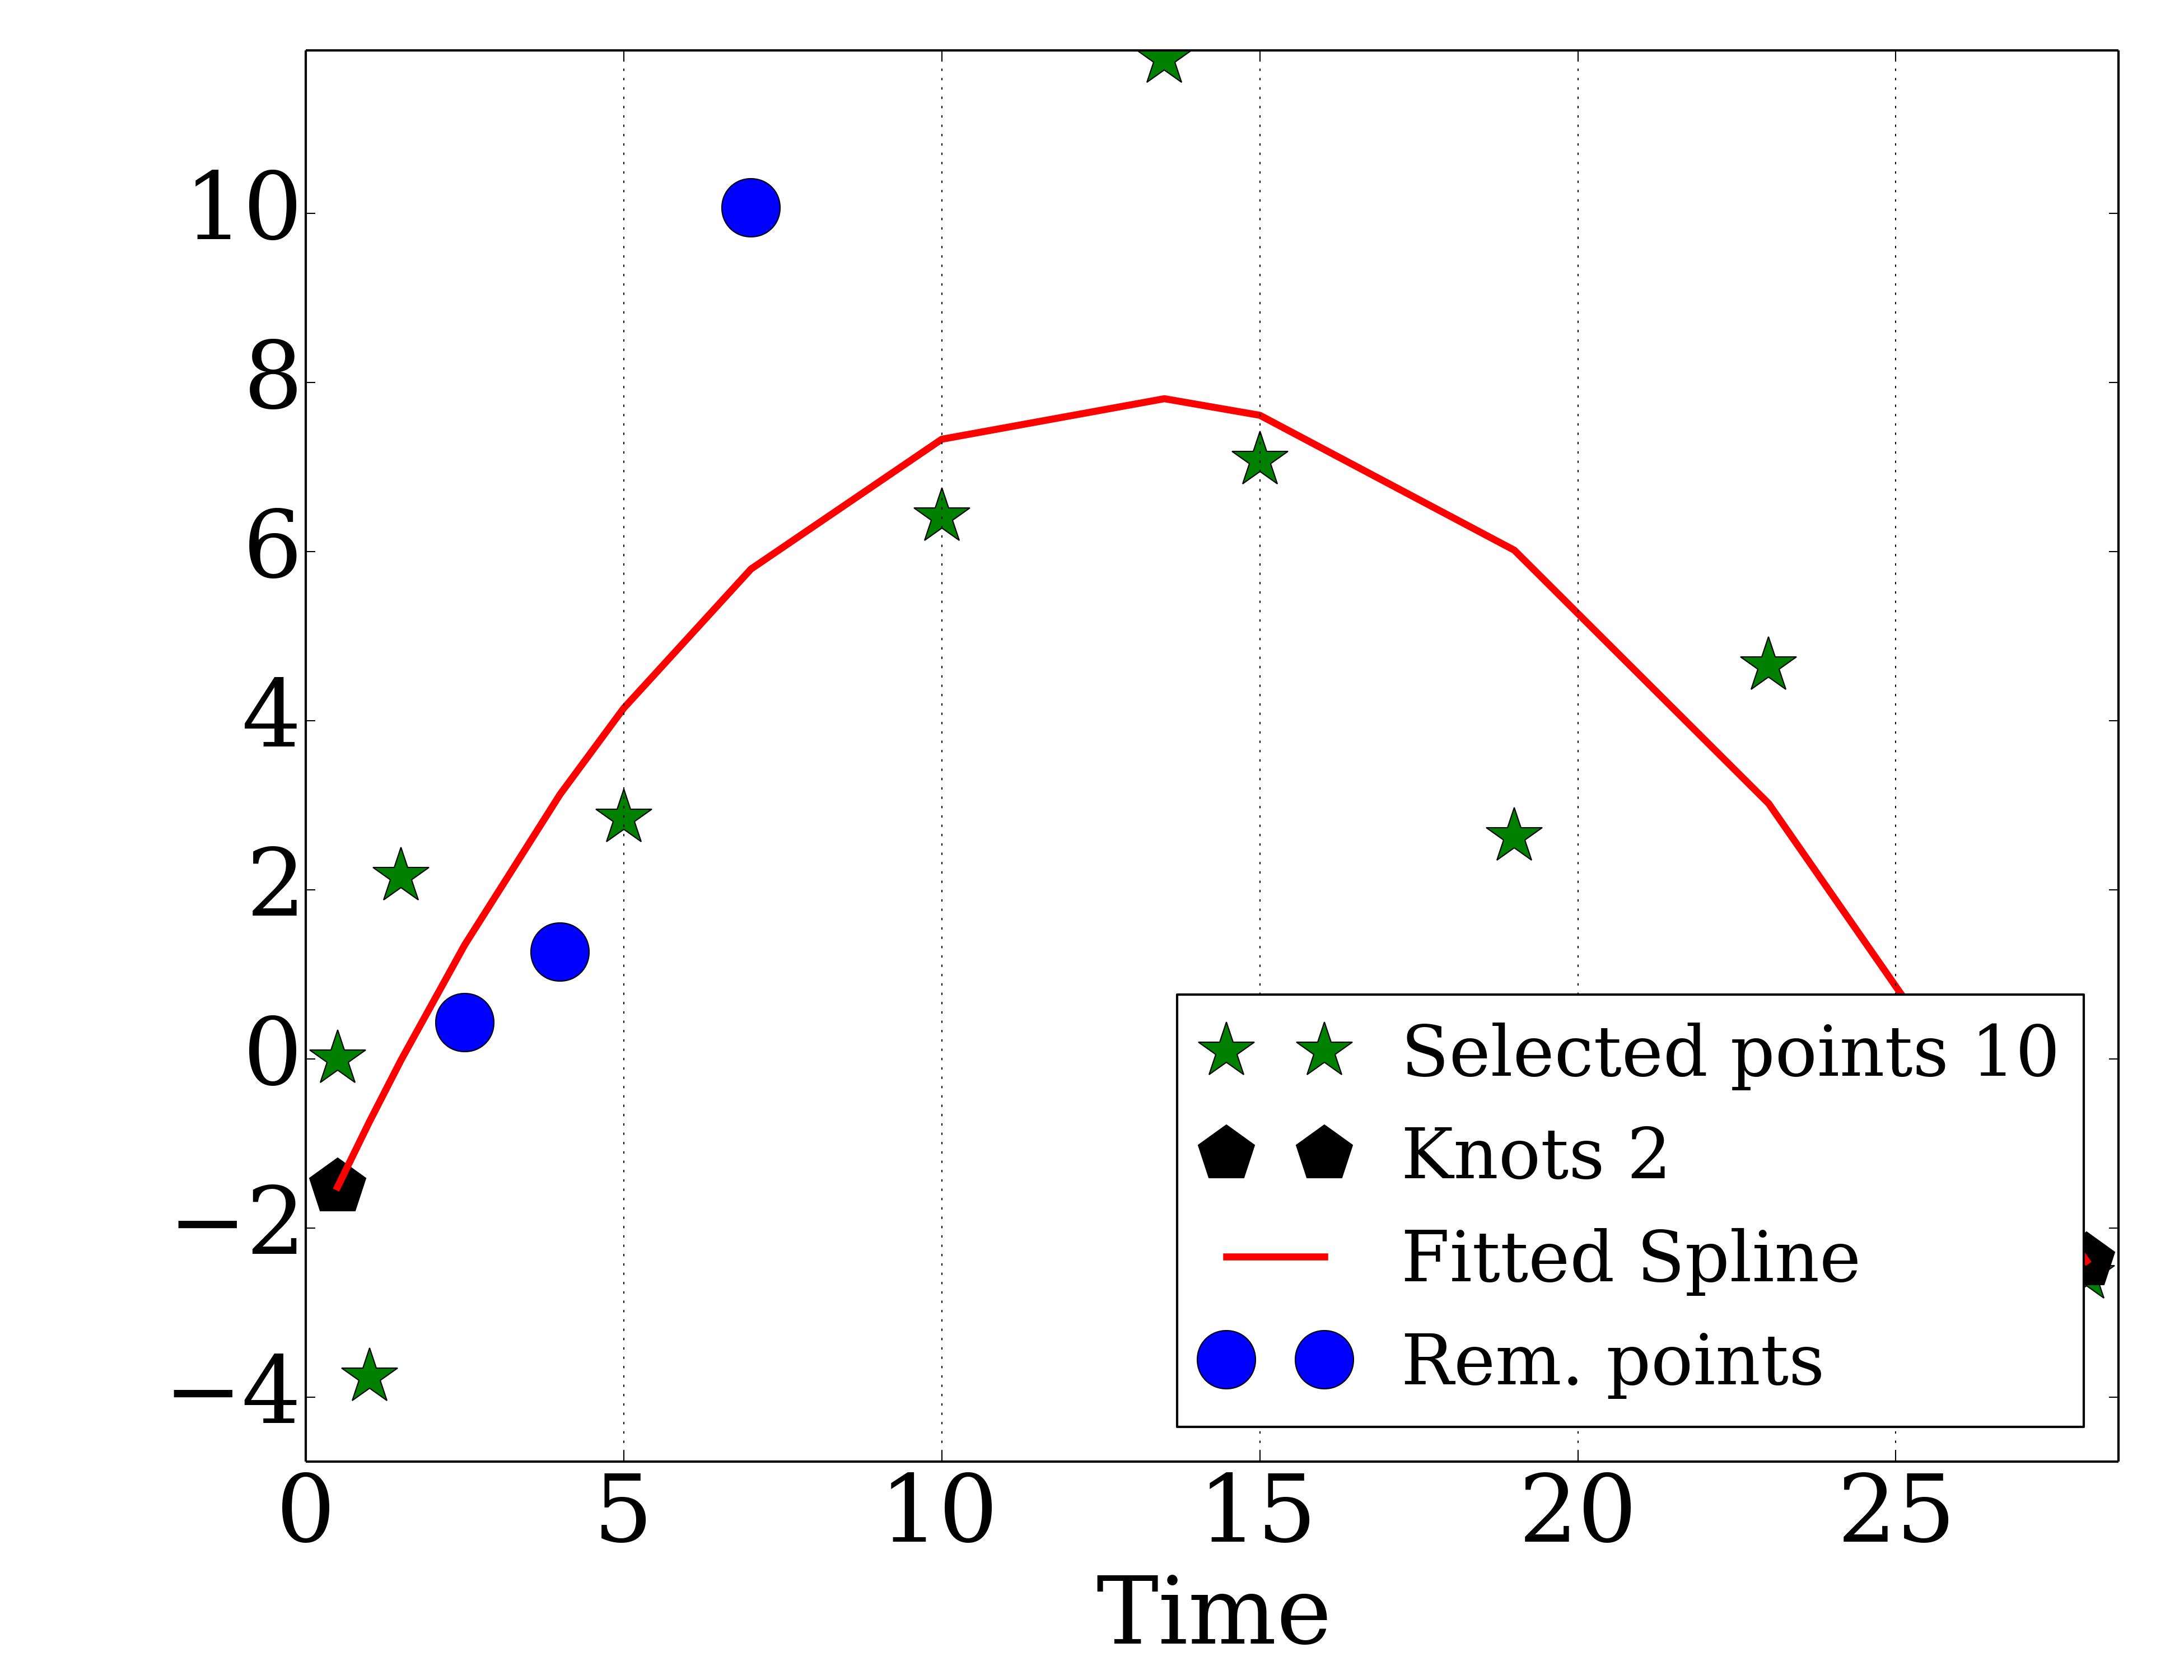 10
8
6
4
2
0
−2
−4
0 5 10 15 20 25
Time
Selected points 10
Knots 2
Fitted Spline
Rem. points